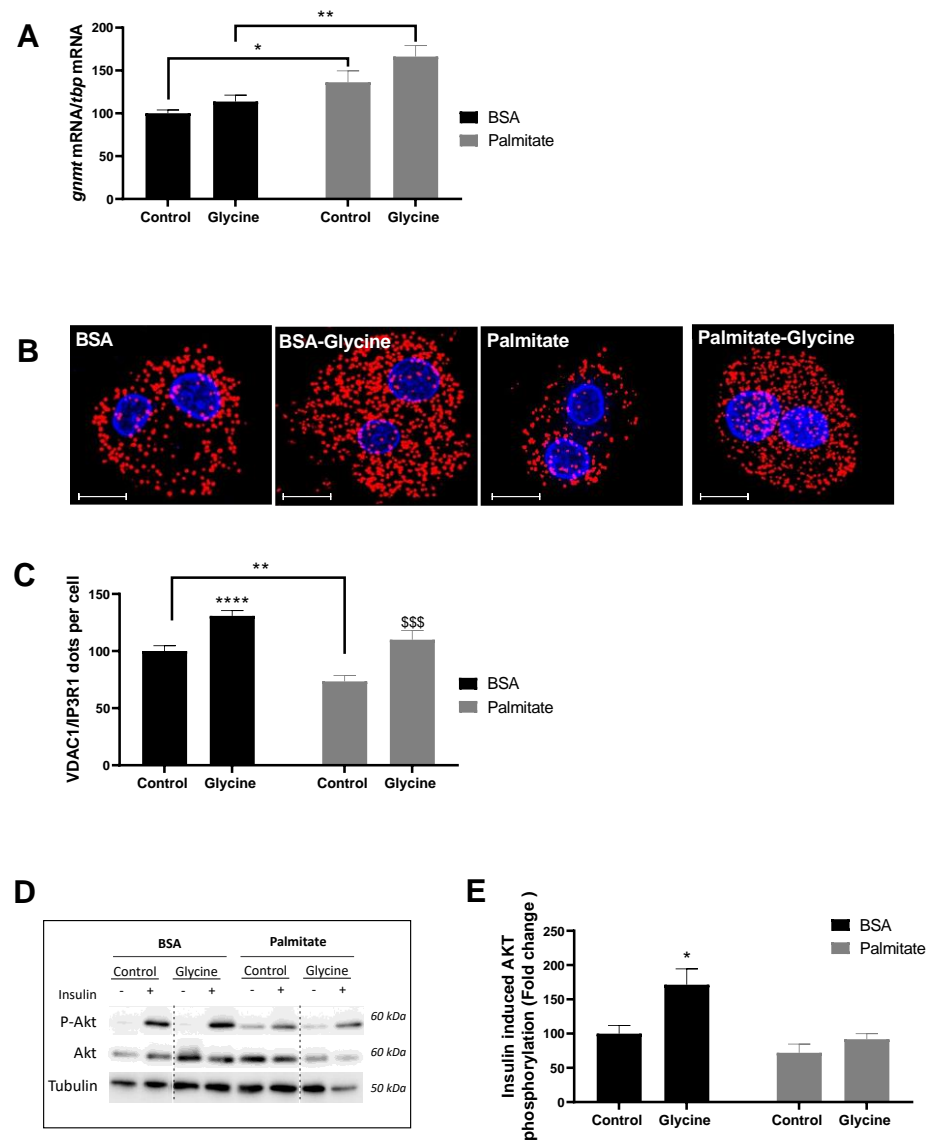 A
gnmt mRNA/tbp mRNA
200
150
100
50
0
*
**
Control Glycine Control Glycine
BSA
Palmitate
B
BSA
BSA-Glycine
Palmitate
Palmitate-Glycine
C
VDAC1/IP3R1 dots per cell
150
100
50
0
****
**
$$$
Control Glycine Control Glycine
BSA
Palmitate
D
BSA Palmitate
Control Glycine Control Glycine
Insulin - + - + - + - +
P-Akt 60 kDa
Akt 60 kDa
Tubulin 50 kDa
E
Insulin induced AKT
phosphorylation (Fold change )
250
200
150
100
50
0
*
Control Glycine Control Glycine
BSA
Palmitate